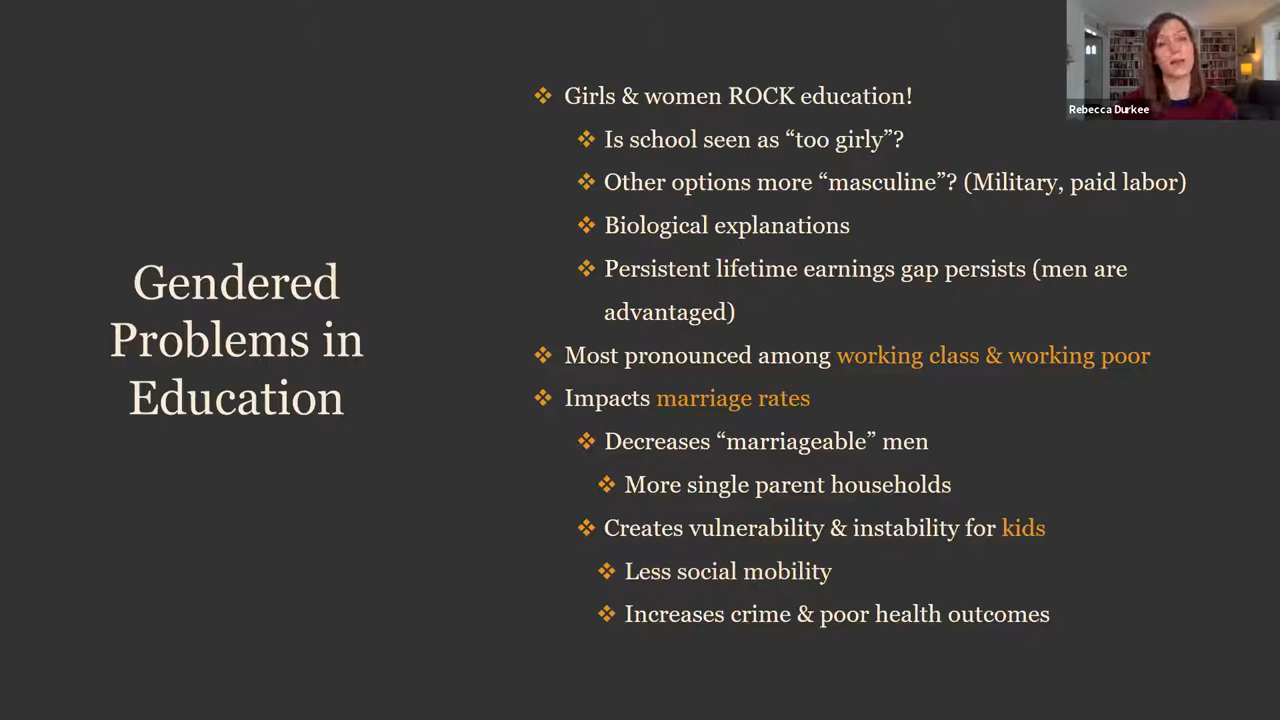 Gendered
Problems in
Education
❖ Girls & women ROCK education!
❖ Is school seen as “too girly”?
❖ Other options more “masculine”? (Military, paid labor)
❖ Biological explanations
❖ Persistent lifetime earnings gap persists (men are
advantaged)
❖ Most pronounced among working class & working poor
❖ Impacts marriage rates
❖ Decreases “marriageable” men
❖ More single parent households
❖ Creates vulnerability & instability for kids
❖ Less social mobility
❖ Increases crime & poor health outcomes
Rebecca Durkee